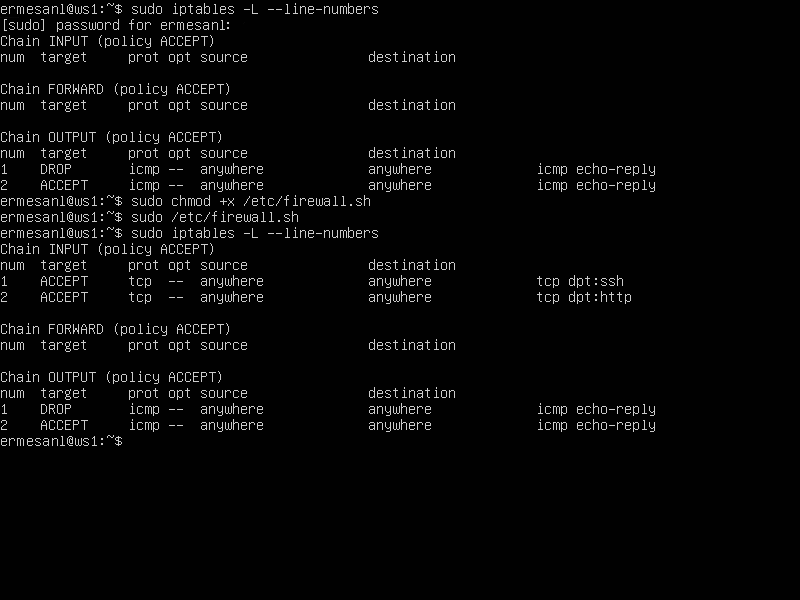 ermesanl@ws1:~$ sudo iptables -L --line-numbers
[sudo] password for ermesanl:
Chain INPUT (policy ACCEPT)
num  target     prot opt source               destination

Chain FORWARD (policy ACCEPT)
num  target     prot opt source               destination

Chain OUTPUT (policy ACCEPT)
num  target     prot opt source               destination
1    DROP       icmp --  anywhere             anywhere             icmp echo-reply
2    ACCEPT     icmp --  anywhere             anywhere             icmp echo-reply
ermesanl@ws1:~$ sudo chmod +x /etc/firewall.sh
ermesanl@ws1:~$ sudo /etc/firewall.sh
ermesanl@ws1:~$ sudo iptables -L --line-numbers
Chain INPUT (policy ACCEPT)
num  target     prot opt source               destination
1    ACCEPT     tcp  --  anywhere             anywhere             tcp dpt:ssh
2    ACCEPT     tcp  --  anywhere             anywhere             tcp dpt:http

Chain FORWARD (policy ACCEPT)
num  target     prot opt source               destination

Chain OUTPUT (policy ACCEPT)
num  target     prot opt source               destination
1    DROP       icmp --  anywhere             anywhere             icmp echo-reply
2    ACCEPT     icmp --  anywhere             anywhere             icmp echo-reply
ermesanl@ws1:~$